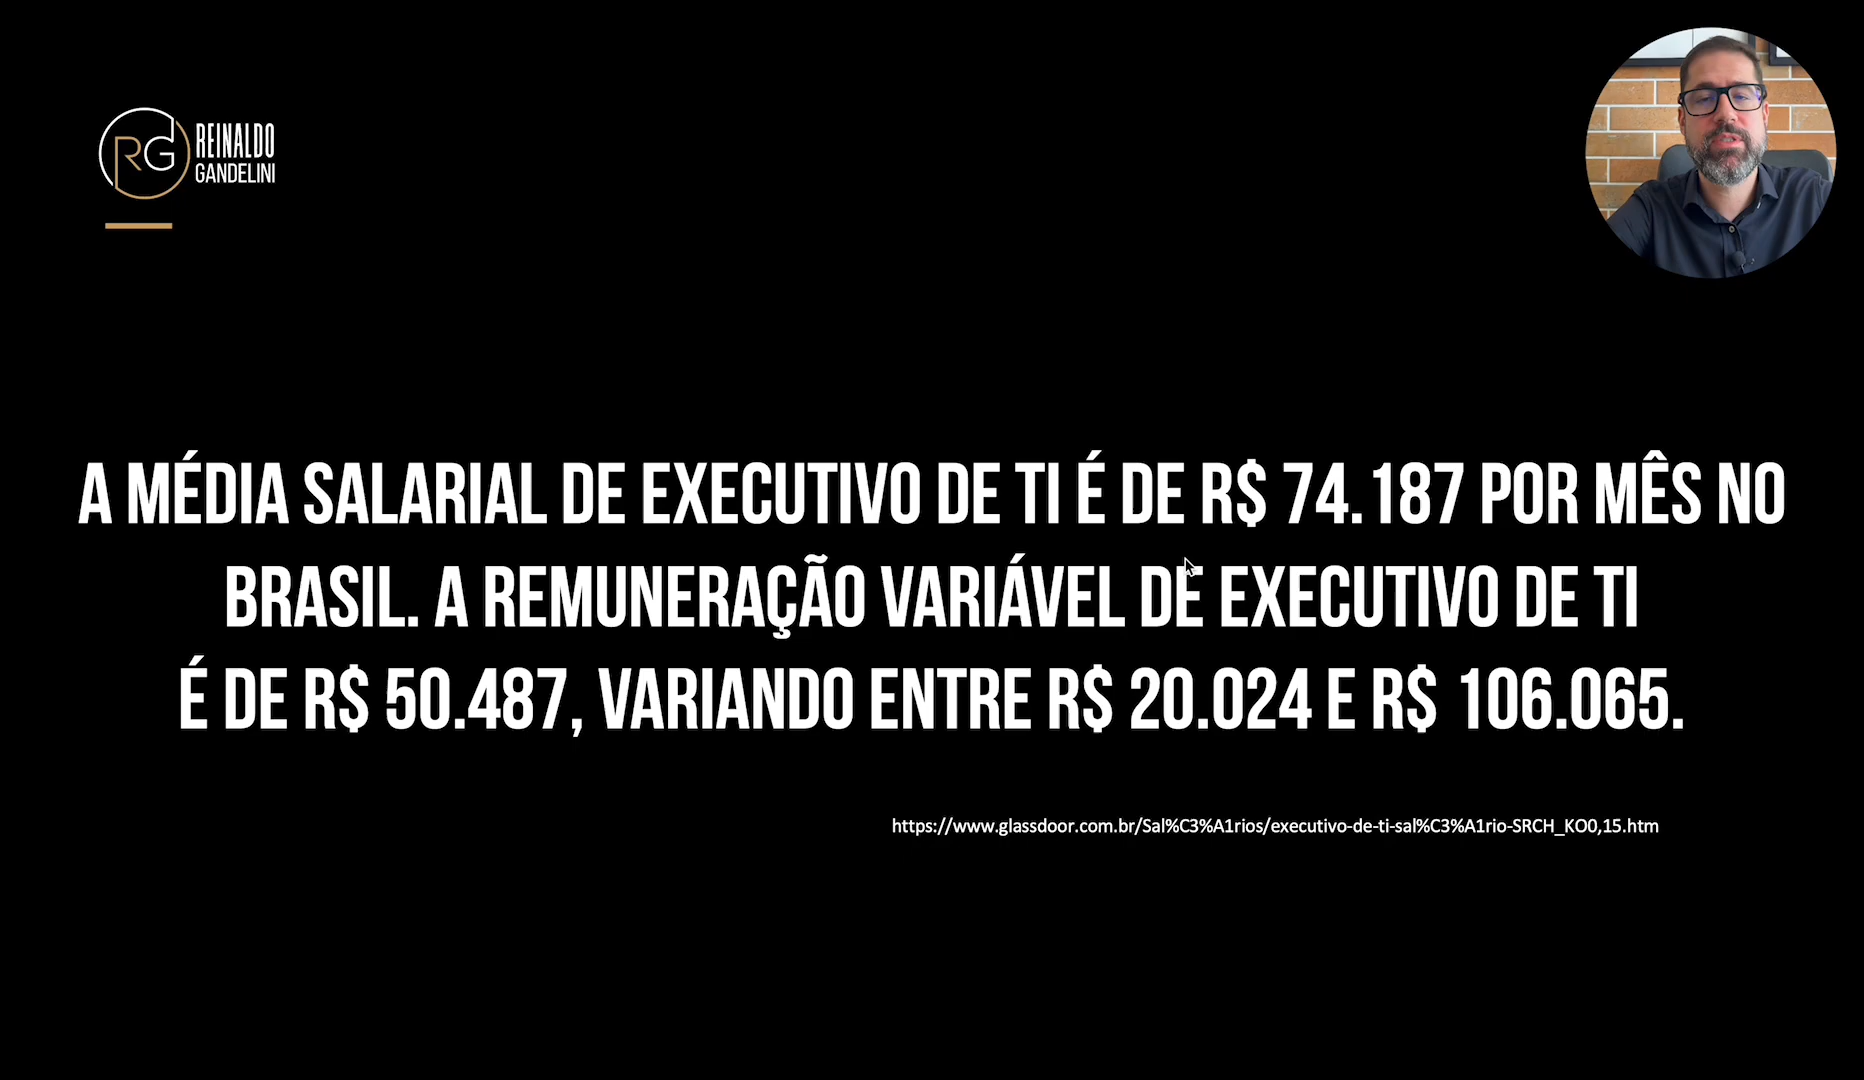 RG
REINALDO
GANDELINI
A MÉDIA SALARIAL DE EXECUTIVO DE TI É DE R$ 74.187 POR MÊS NO
BRASIL. A REMUNERAÇÃO VARIÁVEL DE EXECUTIVO DE TI
É DE R$ 50.487, VARIANDO ENTRE R$ 20.024 E R$ 106.065.
https://www.glassdoor.com.br/Sal%C3%A1rios/executivo-de-ti-sal%C3%A1rio-SRCH_KO0,15.htm